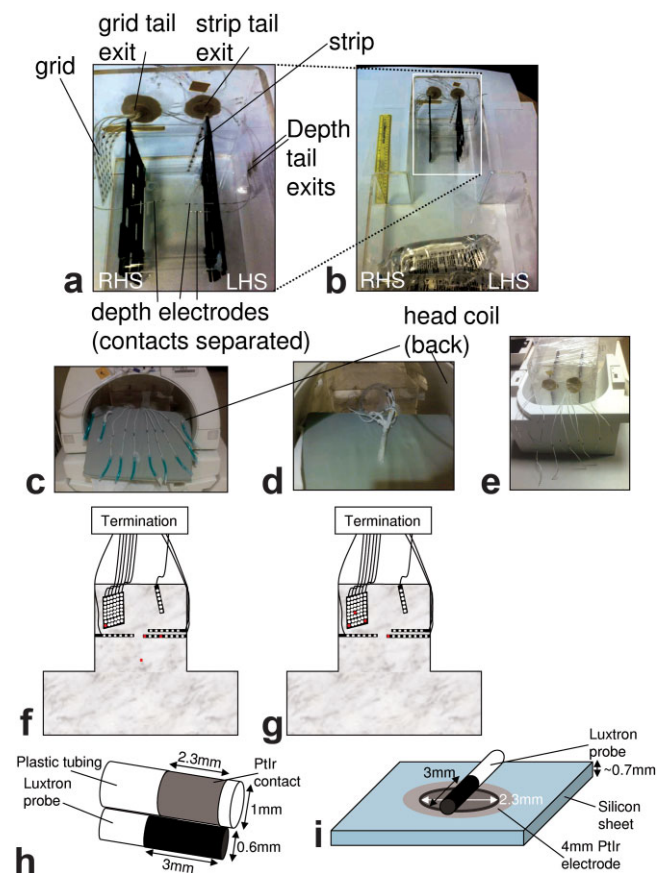 grid tail
exit
strip tail
exit
strip
grid
Depth
tail
exits
RHS
LHS
a
RHS
LHS
b
depth electrodes
(contacts separated)
head coil
(back)
c
d
e
Termination
Termination
f
g
Plastic tubing
2.3mm
PtIr
contact
Luxtron
probe
1mm
0.6mm
3mm
h
Luxtron
probe
3mm
~0.7mm
2.3mm
Silicon
sheet
4mm PtIr
electrode
i